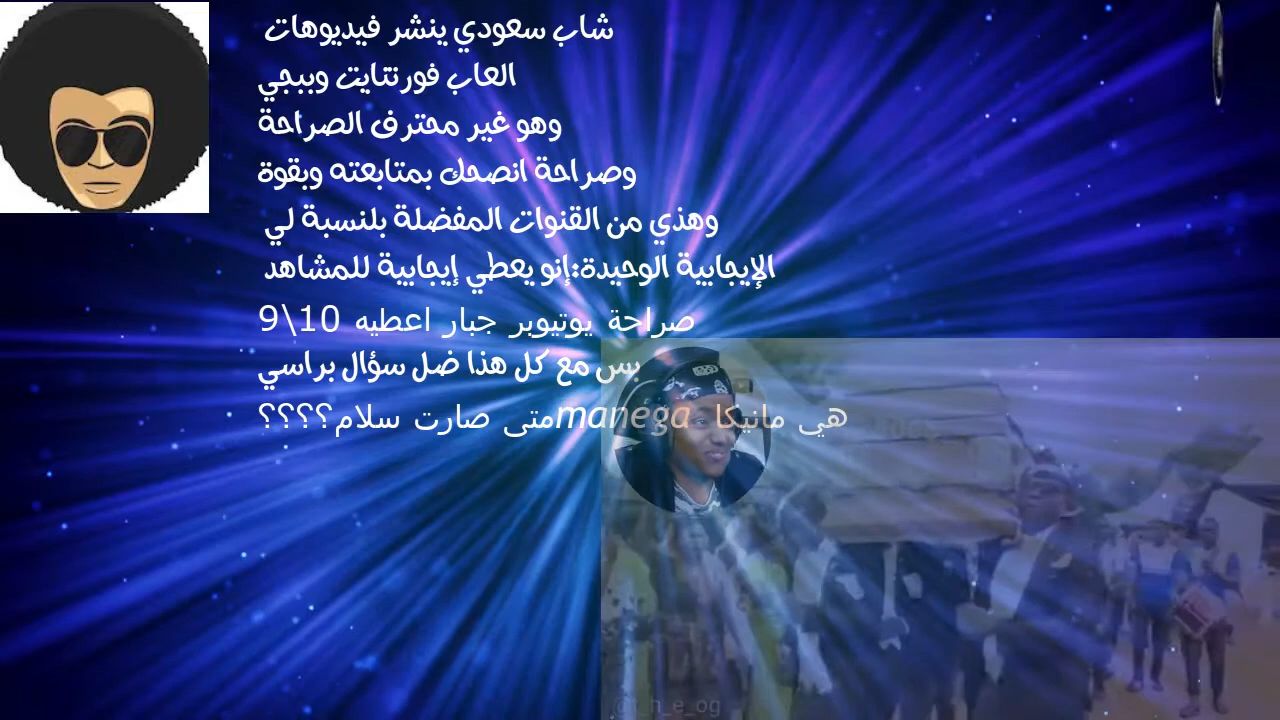 شاب سعودي ينشر فيديوهات
العاب فورتنايت وببجي
وهو غير محترف الصراحة
وصراحة انصحك بمتابعته وبقوة
وهذي من القنوات المفضلة بلنسبة لي
الإيجابية الوحيدة:إنو يعطي إيجابية للمشاهد
صراحة يوتيوبر جبار اعطيه 10\9
بس مع كل هذا ضل سؤال براسي
هي مانيكا manegaمتى صارت سلام؟؟؟؟
h_e_og